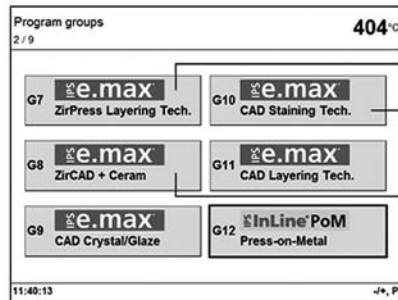 Program groups
2 / 9
404°C
G7 IPS e.max
ZirPress Layering Tech.
G10 IPS e.max
CAD Staining Tech.
G8 IPS e.max
ZirCAD + Ceram
G11 IPS e.max
CAD Layering Tech.
G9 IPS e.max
CAD Crystal/Glaze
G12 IPS InLine PoM
Press-on-Metal
11:40:13
-/+, P